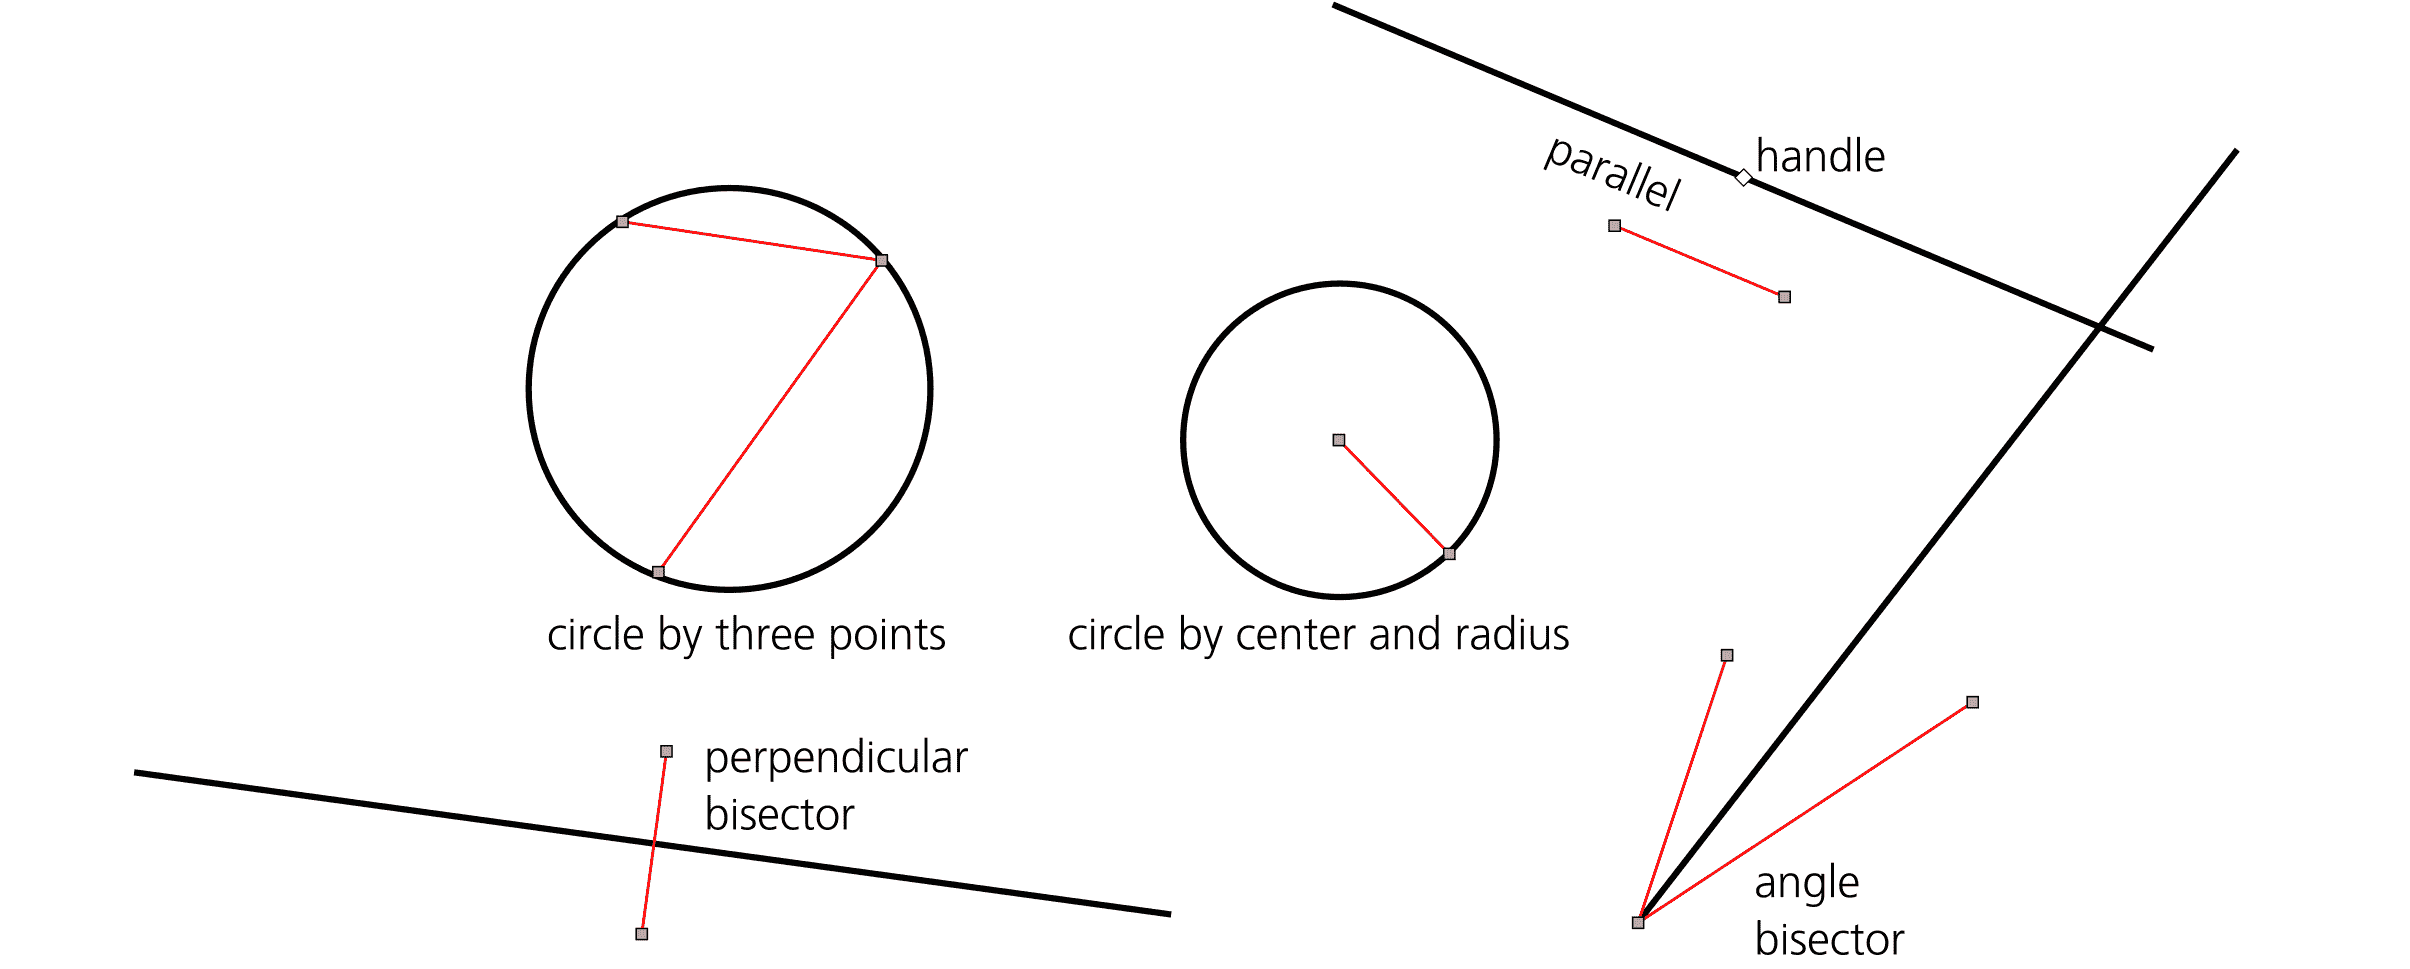 handle
parallel
circle by three points
circle by center and radius
perpendicular
bisector
angle
bisector